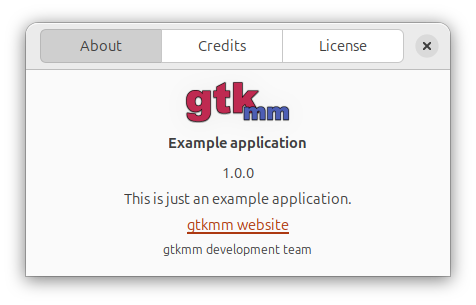 About Credits License
gtkmm
Example application
1.0.0
This is just an example application.
gtkmm website
gtkmm development team